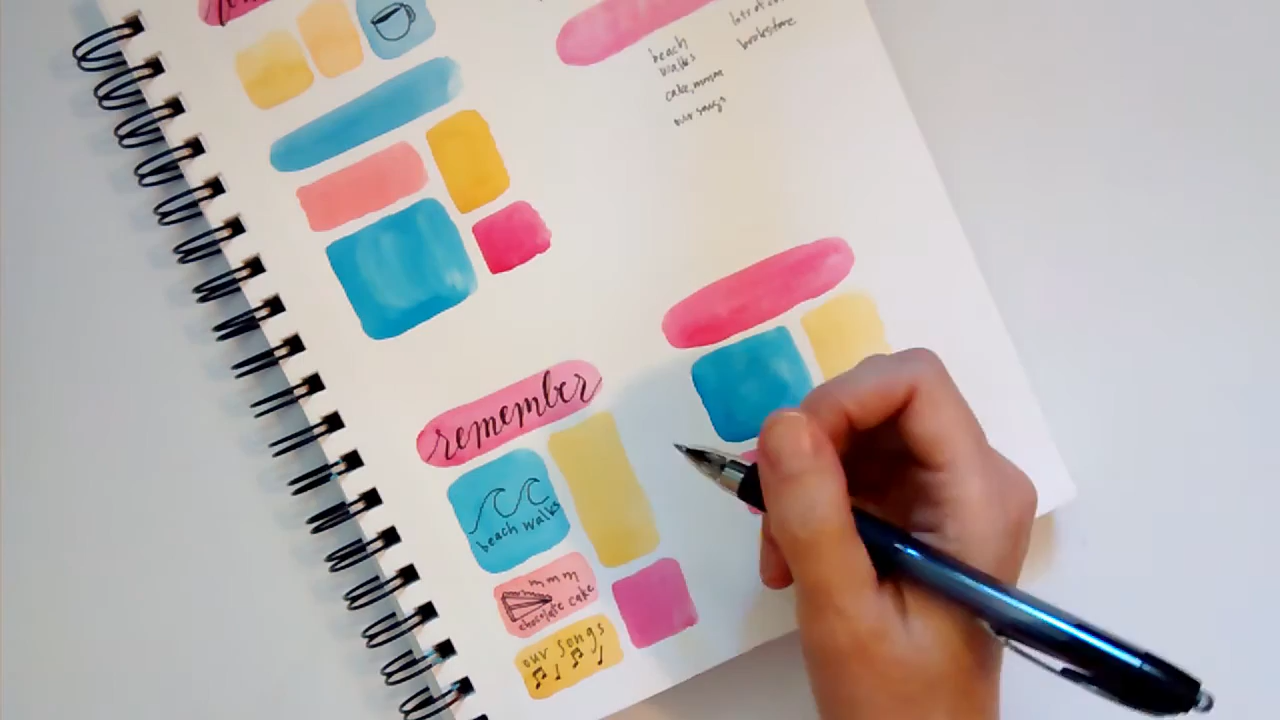 beach
walks
cake, mmm
our songs
bookstore
remember
beach walks
mmm
chocolate cake
our songs